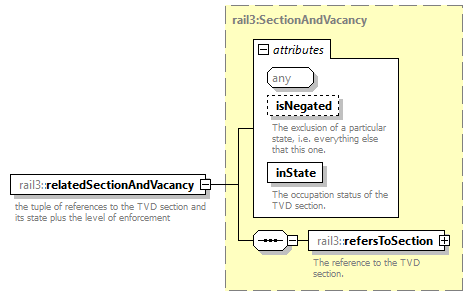 rail3:SectionAndVacancy
attributes
any
isNegated
The exclusion of a particular
state, i.e. everything else
that this one.
inState
The occupation status of the
TVD section.
rail3::relatedSectionAndVacancy
the tuple of references to the TVD section and
its state plus the level of enforcement
rail3::refersToSection
The reference to the TVD
section.